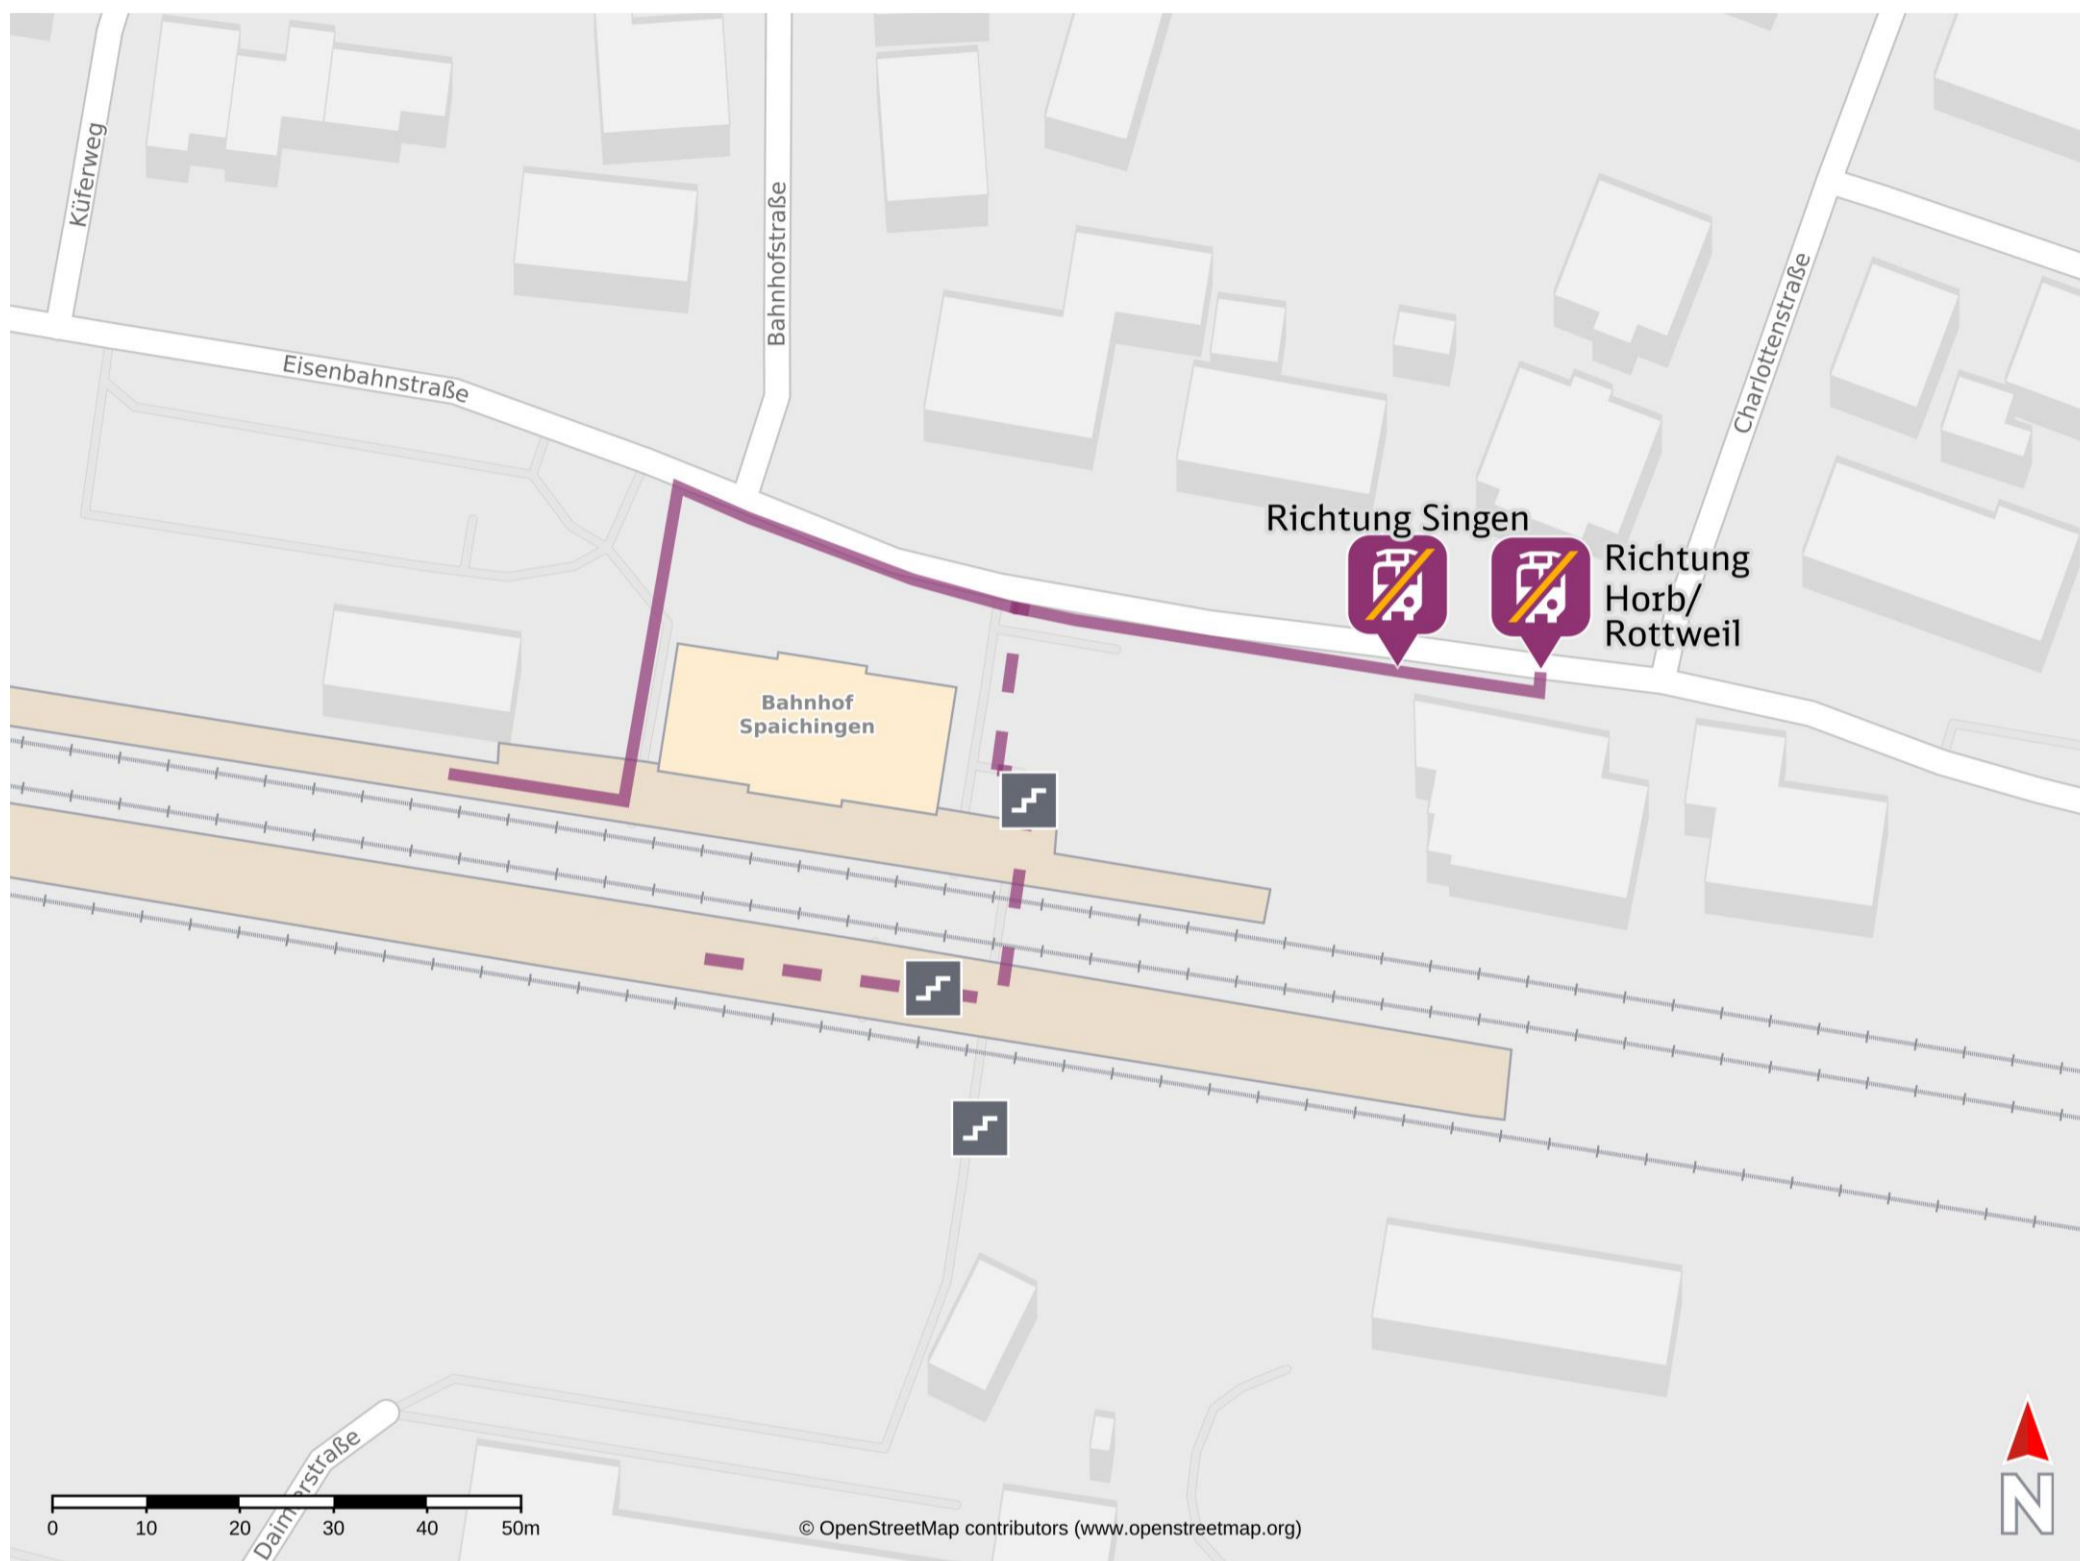 Küferweg
Bahnhofstraße
Charlottenstraße
Eisenbahnstraße
Richtung Singen
Richtung
Horb/
Rottweil
Bahnhof
Spaichingen
Daimlerstraße
0 10 20 30 40 50m
© OpenStreetMap contributors (www.openstreetmap.org)
N